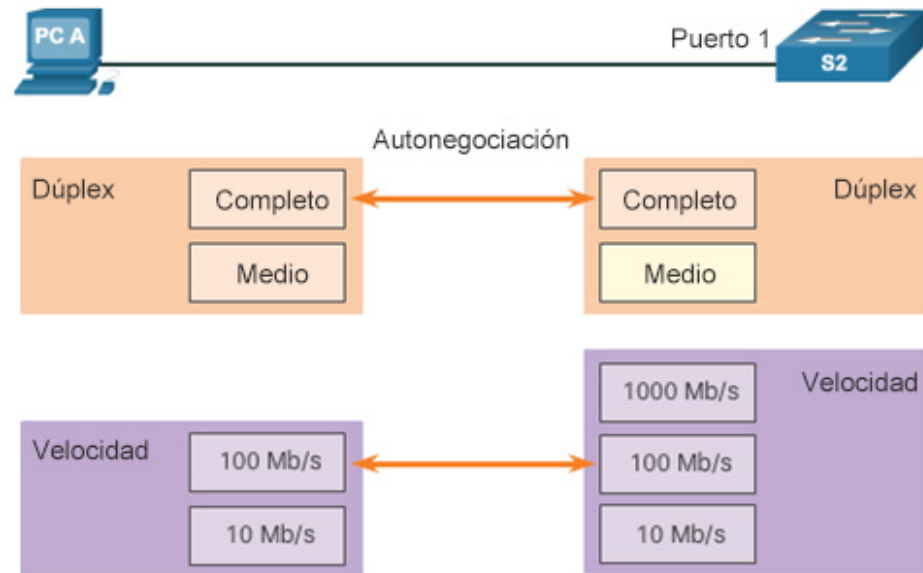 PC A
Puerto 1
S2
Autonegociación
Dúplex
Completo
Medio
Completo
Medio
Dúplex
Velocidad
100 Mb/s
10 Mb/s
1000 Mb/s
100 Mb/s
10 Mb/s
Velocidad